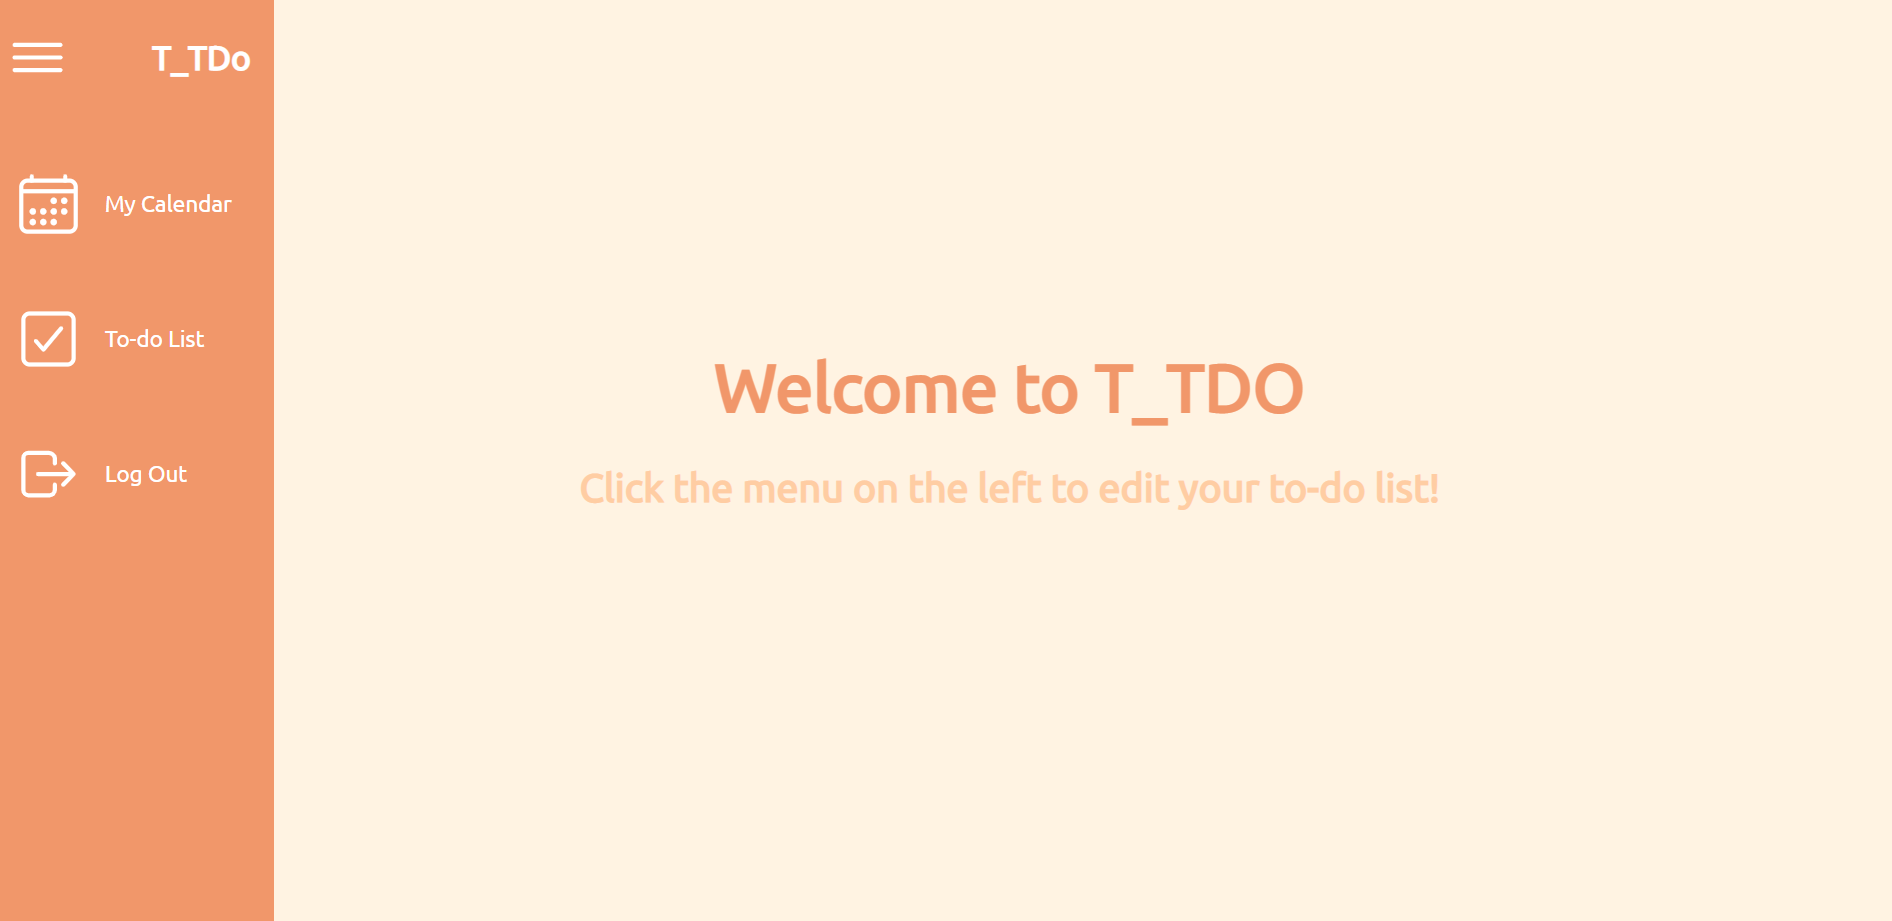 T_TDo
My Calendar
To-do List
Log Out
Welcome to T_TDO
Click the menu on the left to edit your to-do list!